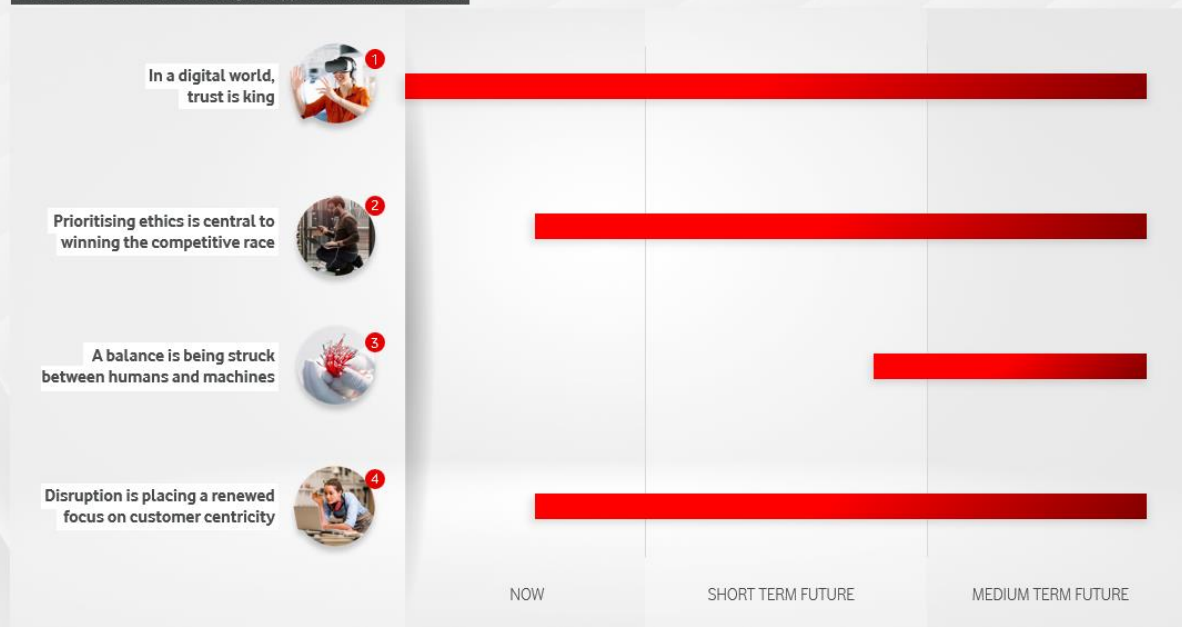 In a digital world,
trust is king
1
Prioritising ethics is central to
winning the competitive race
2
A balance is being struck
between humans and machines
3
Disruption is placing a renewed
focus on customer centricity
4
NOW
SHORT TERM FUTURE
MEDIUM TERM FUTURE